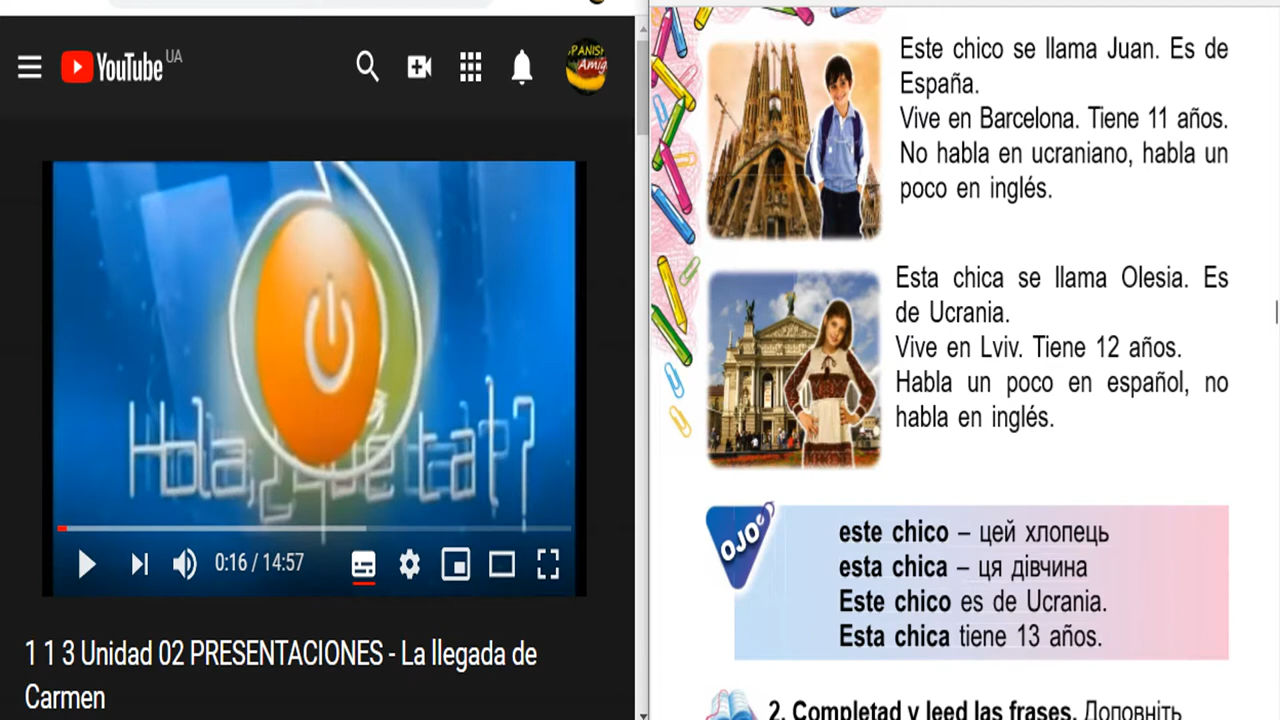 YouTube UA
SPANISH
Amig
Hola, ¿qué tal?
0:16 / 14:57
1 1 3 Unidad 02 PRESENTACIONES - La llegada de
Carmen
Este chico se llama Juan. Es de
España.
Vive en Barcelona. Tiene 11 años.
No habla en ucraniano, habla un
poco en inglés.
Esta chica se llama Olesia. Es
de Ucrania.
Vive en Lviv. Tiene 12 años.
Habla un poco en español, no
habla en inglés.
OJO
este chico – цей хлопець
esta chica – ця дівчина
Este chico es de Ucrania.
Esta chica tiene 13 años.
2. Completad y leed las frases. Доповніть